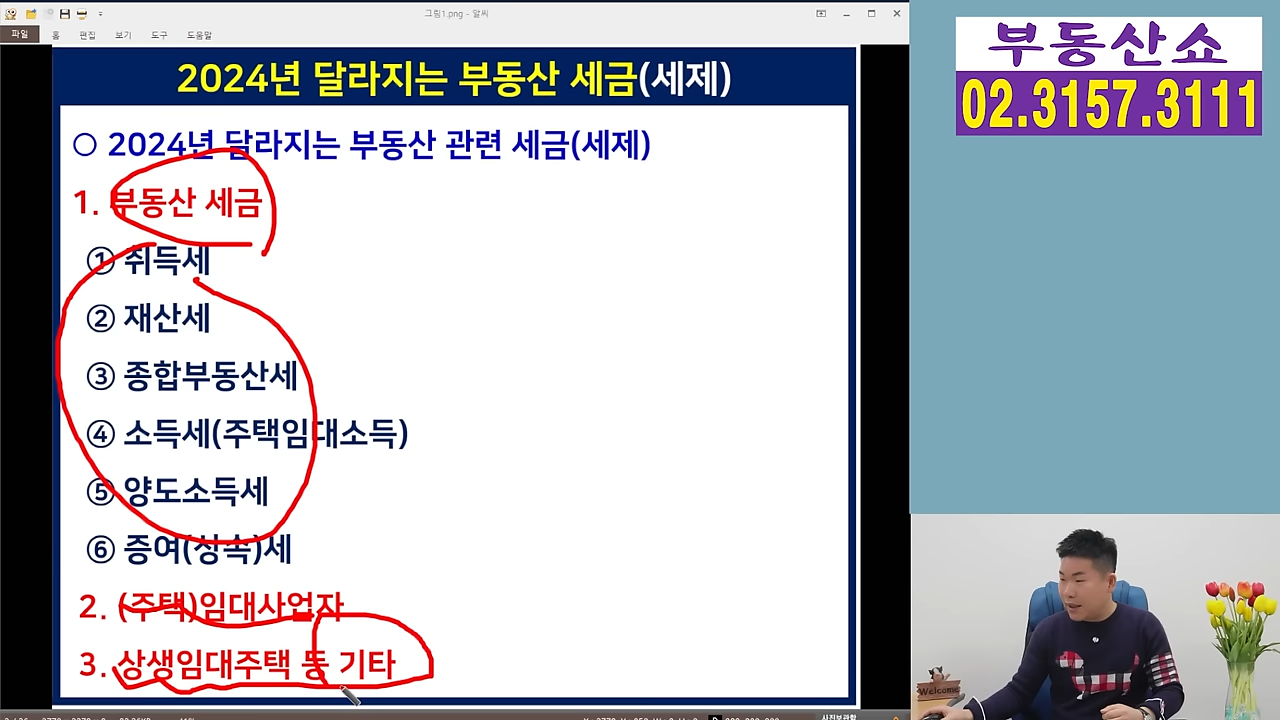 그림1.png - 알씨
파일 홈 편집 보기 도구 도움말
2024년 달라지는 부동산 세금(세제)
○ 2024년 달라지는 부동산 관련 세금(세제)
1. 부동산 세금
① 취득세
② 재산세
③ 종합부동산세
④ 소득세(주택임대소득)
⑤ 양도소득세
⑥ 증여(상속)세
2. (주택)임대사업자
3. 상생임대주택 등 기타
부동산쇼
02.3157.3111
Welcome
사진보관함